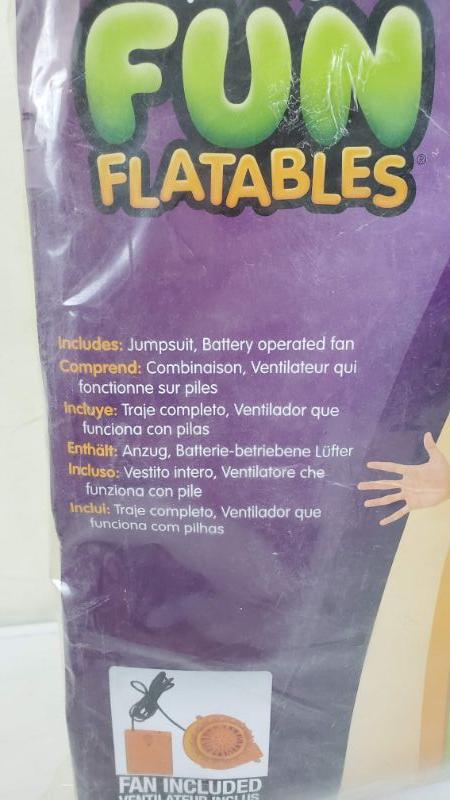 FUN
FLATABLES®
Includes: Jumpsuit, Battery operated fan
Comprend: Combinaison, Ventilateur qui
fonctionne sur piles
Incluye: Traje completo, Ventilador que
funciona con pilas
Enthält: Anzug, Batterie-betriebene Lüfter
Incluso: Vestito intero, Ventilatore che
funziona con pile
Inclui: Traje completo, Ventilador que
funciona com pilhas
FAN INCLUDED
VENTILATEUR INCLUS